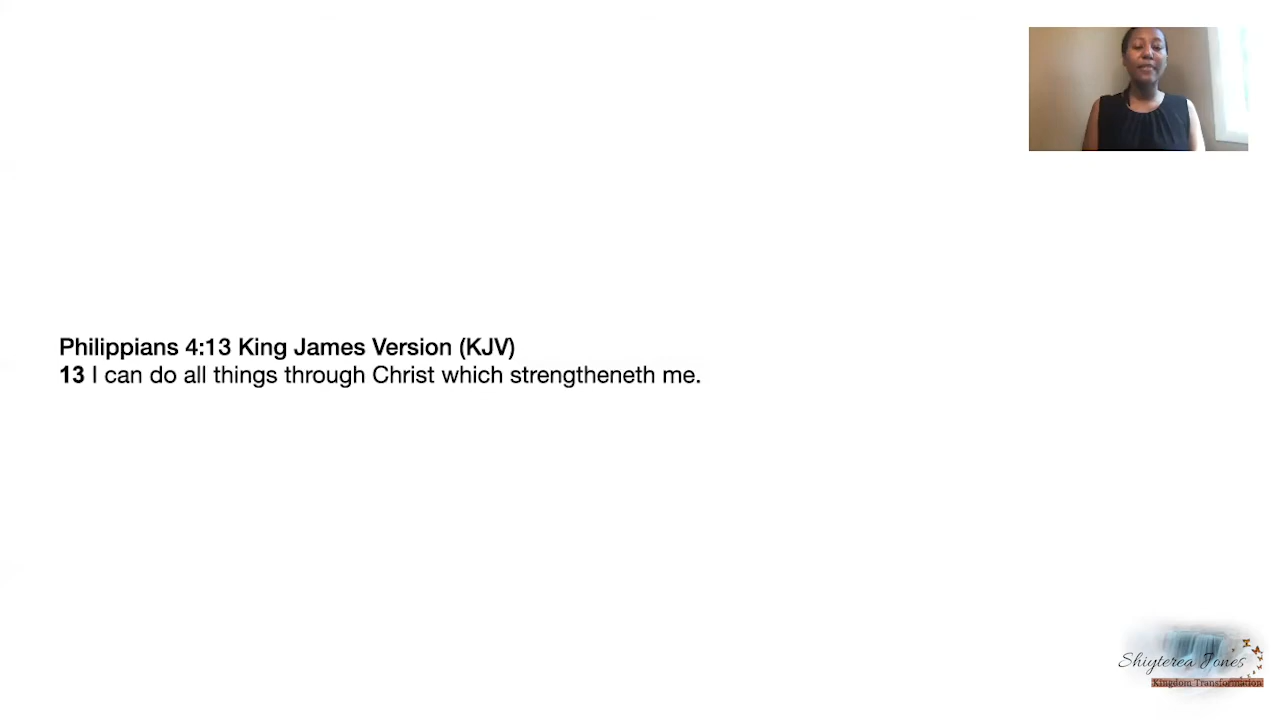 Philippians 4:13 King James Version (KJV)
13 I can do all things through Christ which strengtheneth me.
Shiyterea Jones
Kingdom Transformation